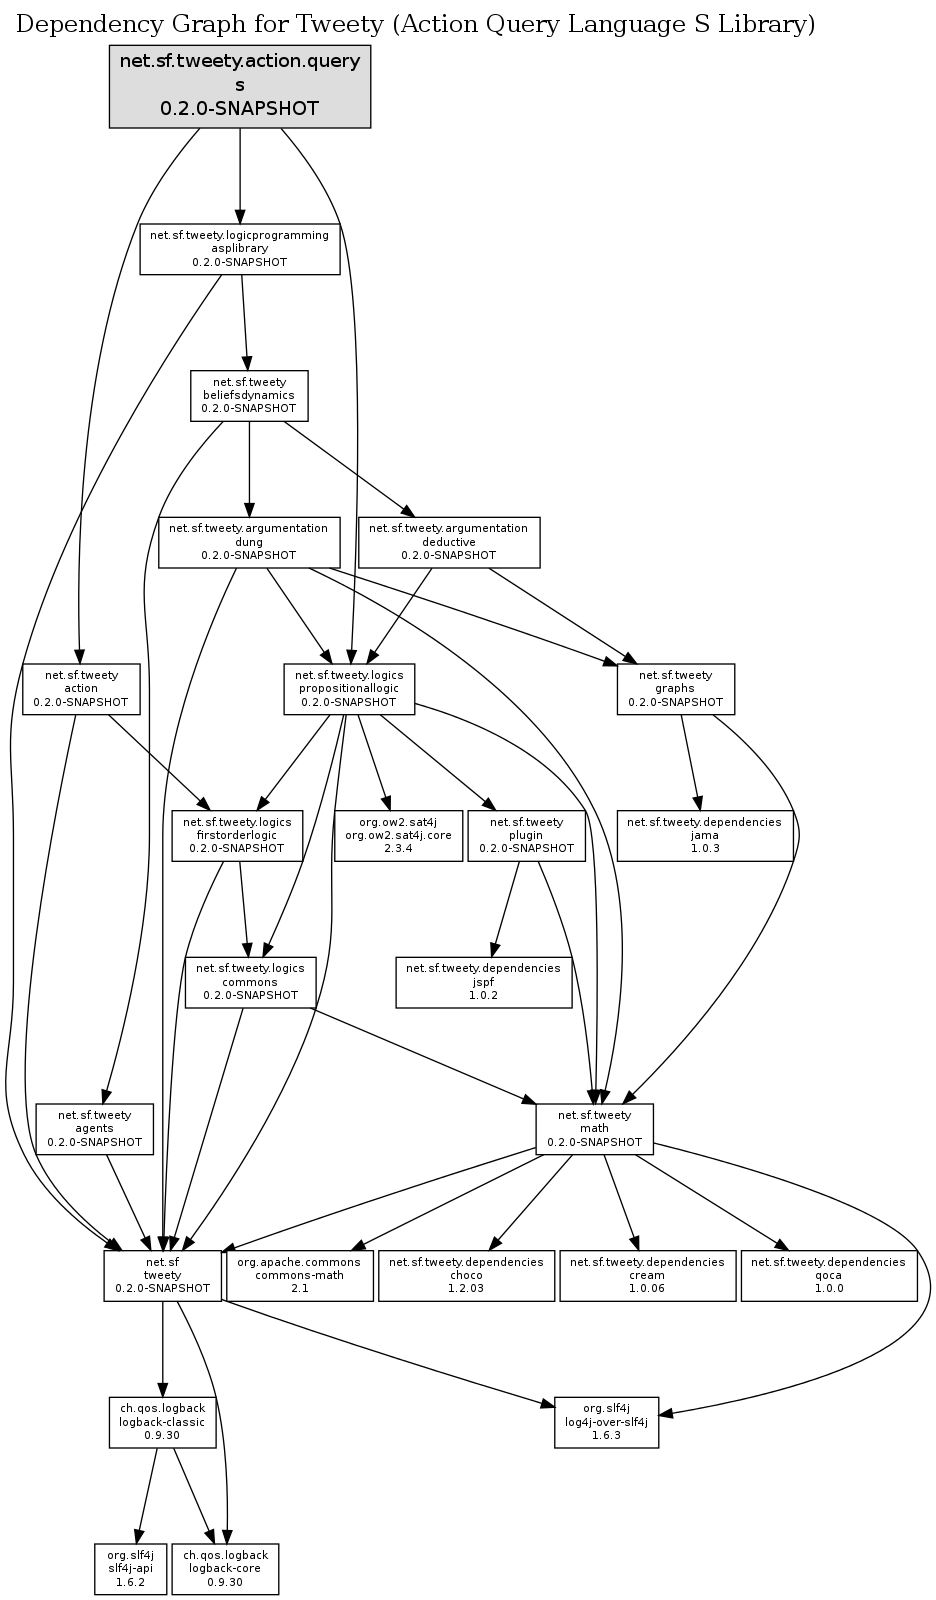 Dependency Graph for Tweety (Action Query Language S Library)
net.sf.tweety.action.query
s
0.2.0-SNAPSHOT
net.sf.tweety.logicprogramming
asplibrary
0.2.0-SNAPSHOT
net.sf.tweety
beliefsdynamics
0.2.0-SNAPSHOT
net.sf.tweety.argumentation
dung
0.2.0-SNAPSHOT
net.sf.tweety.argumentation
deductive
0.2.0-SNAPSHOT
net.sf.tweety
action
0.2.0-SNAPSHOT
net.sf.tweety.logics
propositionallogic
0.2.0-SNAPSHOT
net.sf.tweety
graphs
0.2.0-SNAPSHOT
net.sf.tweety.logics
firstorderlogic
0.2.0-SNAPSHOT
org.ow2.sat4j
org.ow2.sat4j.core
2.3.4
net.sf.tweety
plugin
0.2.0-SNAPSHOT
net.sf.tweety.dependencies
jama
1.0.3
net.sf.tweety.logics
commons
0.2.0-SNAPSHOT
net.sf.tweety.dependencies
jspf
1.0.2
net.sf.tweety
agents
0.2.0-SNAPSHOT
net.sf.tweety
math
0.2.0-SNAPSHOT
net.sf
tweety
0.2.0-SNAPSHOT
org.apache.commons
commons-math
2.1
net.sf.tweety.dependencies
choco
1.2.03
net.sf.tweety.dependencies
cream
1.0.06
net.sf.tweety.dependencies
qoca
1.0.0
ch.qos.logback
logback-classic
0.9.30
org.slf4j
log4j-over-slf4j
1.6.3
org.slf4j
slf4j-api
1.6.2
ch.qos.logback
logback-core
0.9.30